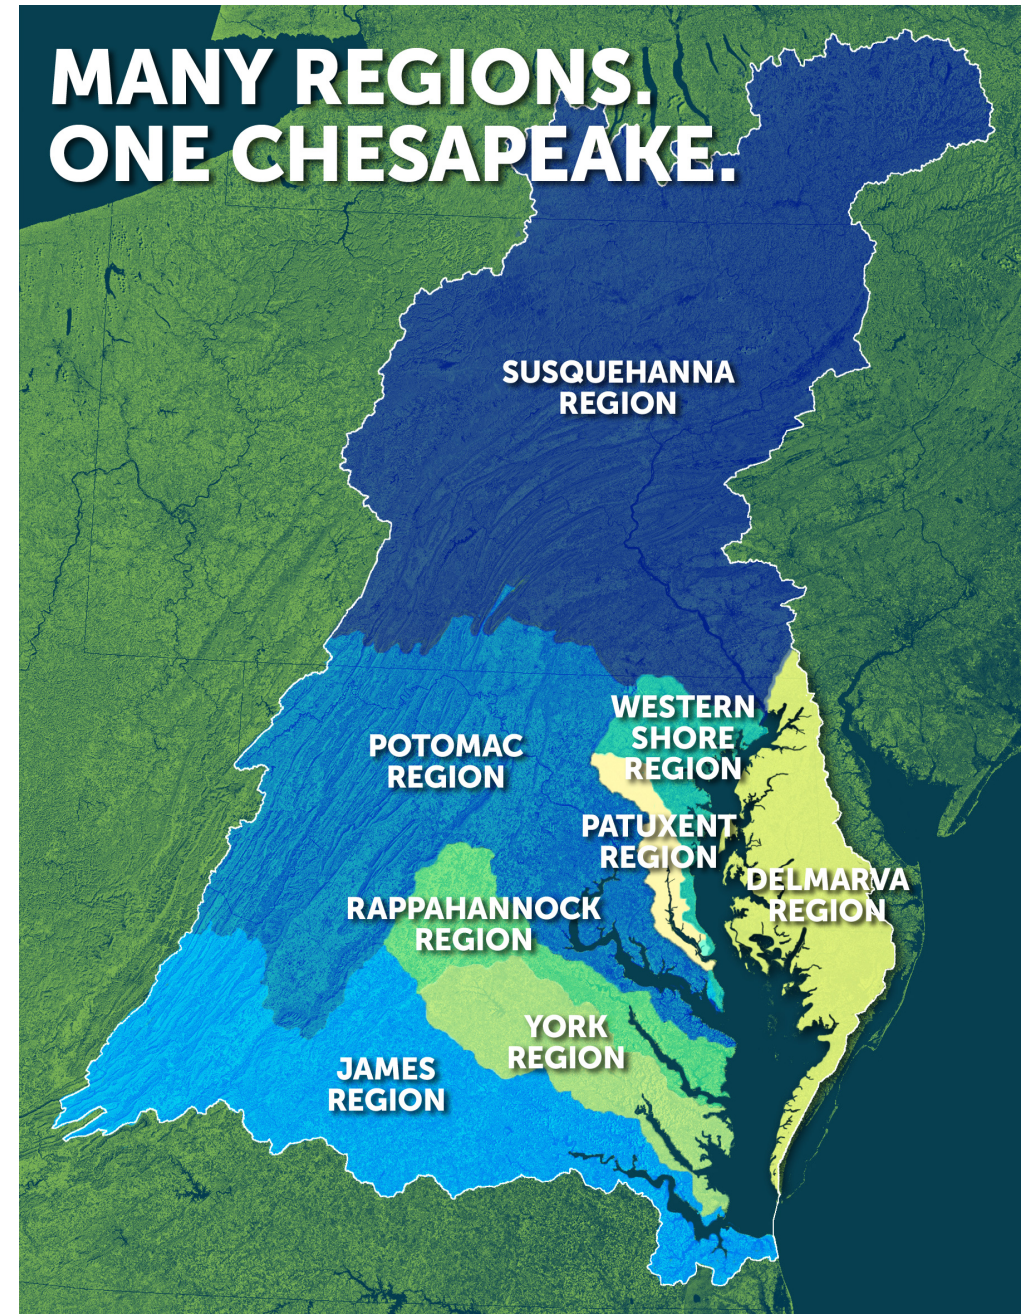 MANY REGIONS.
ONE CHESAPEAKE.
SUSQUEHANNA
REGION
WESTERN
SHORE
REGION
POTOMAC
REGION
PATUXENT
REGION
DELMARVA
REGION
RAPPAHANNOCK
REGION
YORK
REGION
JAMES
REGION